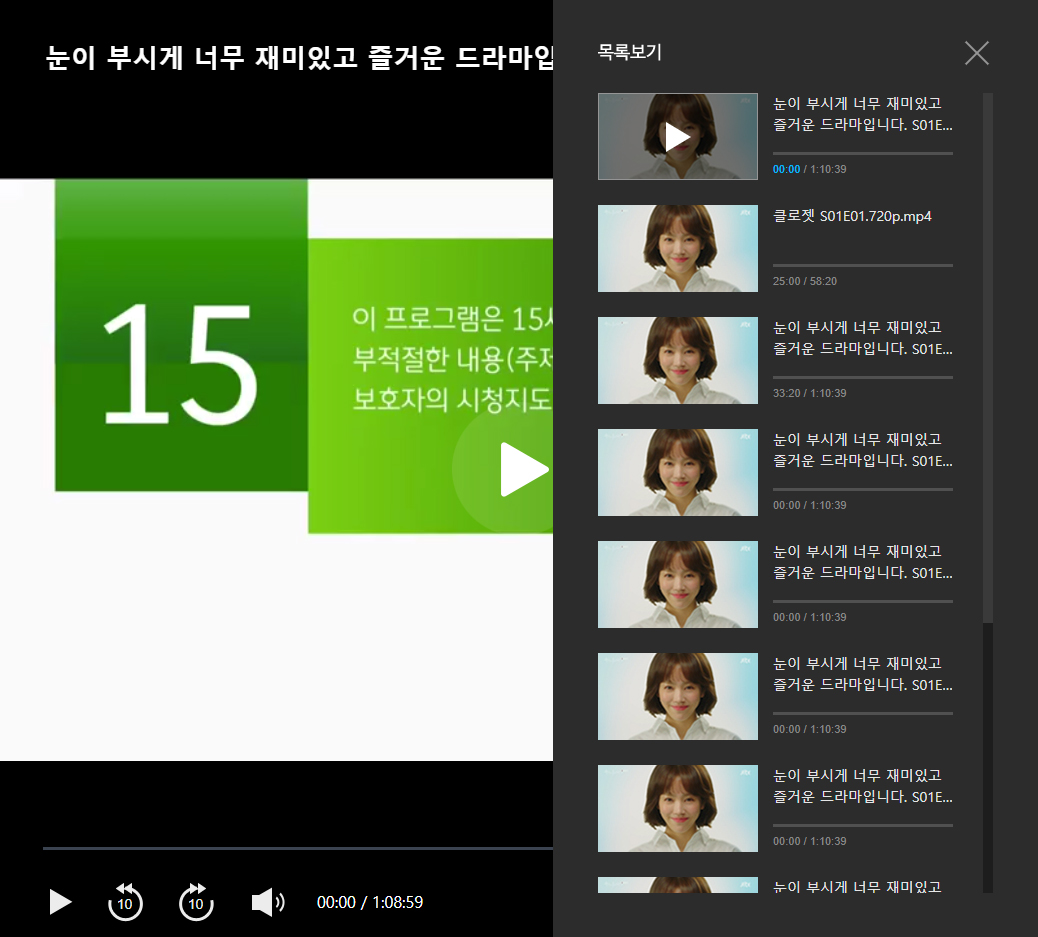 눈이 부시게 너무 재미있고 즐거운 드라마입
15
이 프로그램은 15
부적절한 내용(주제
보호자의 시청지도
10
10
00:00 / 1:08:59
목록보기
눈이 부시게 너무 재미있고
즐거운 드라마입니다. S01E...
00:00 / 1:10:39
클로젯 S01E01.720p.mp4
25:00 / 58:20
눈이 부시게 너무 재미있고
즐거운 드라마입니다. S01E...
33:20 / 1:10:39
눈이 부시게 너무 재미있고
즐거운 드라마입니다. S01E...
00:00 / 1:10:39
눈이 부시게 너무 재미있고
즐거운 드라마입니다. S01E...
00:00 / 1:10:39
눈이 부시게 너무 재미있고
즐거운 드라마입니다. S01E...
00:00 / 1:10:39
눈이 부시게 너무 재미있고
즐거운 드라마입니다. S01E...
00:00 / 1:10:39
눈이 부시게 너무 재미있고